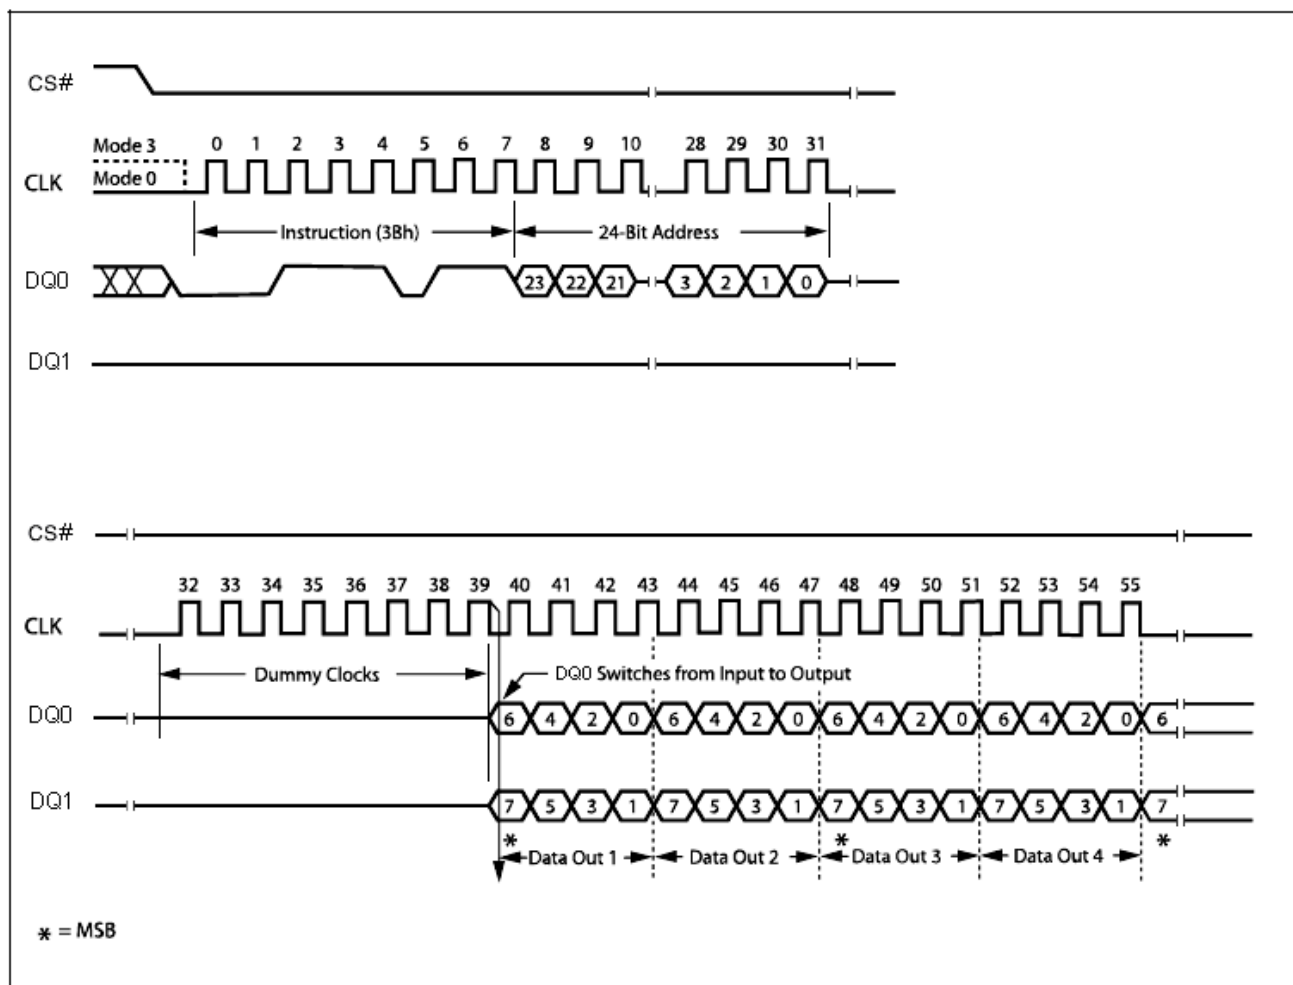 CS#
Mode 3 0 1 2 3 4 5 6 7 8 9 10 28 29 30 31
CLK Mode 0
Instruction (3Bh) 24-Bit Address
DQ0 23 22 21 3 2 1 0
DQ1
CS#
32 33 34 35 36 37 38 39 40 41 42 43 44 45 46 47 48 49 50 51 52 53 54 55
CLK
Dummy Clocks DQ0 Switches from Input to Output
DQ0 6 4 2 0 6 4 2 0 6 4 2 0 6 4 2 0 6
DQ1 7 5 3 1 7 5 3 1 7 5 3 1 7 5 3 1 7
* * *
Data Out 1 Data Out 2 Data Out 3 Data Out 4
* = MSB